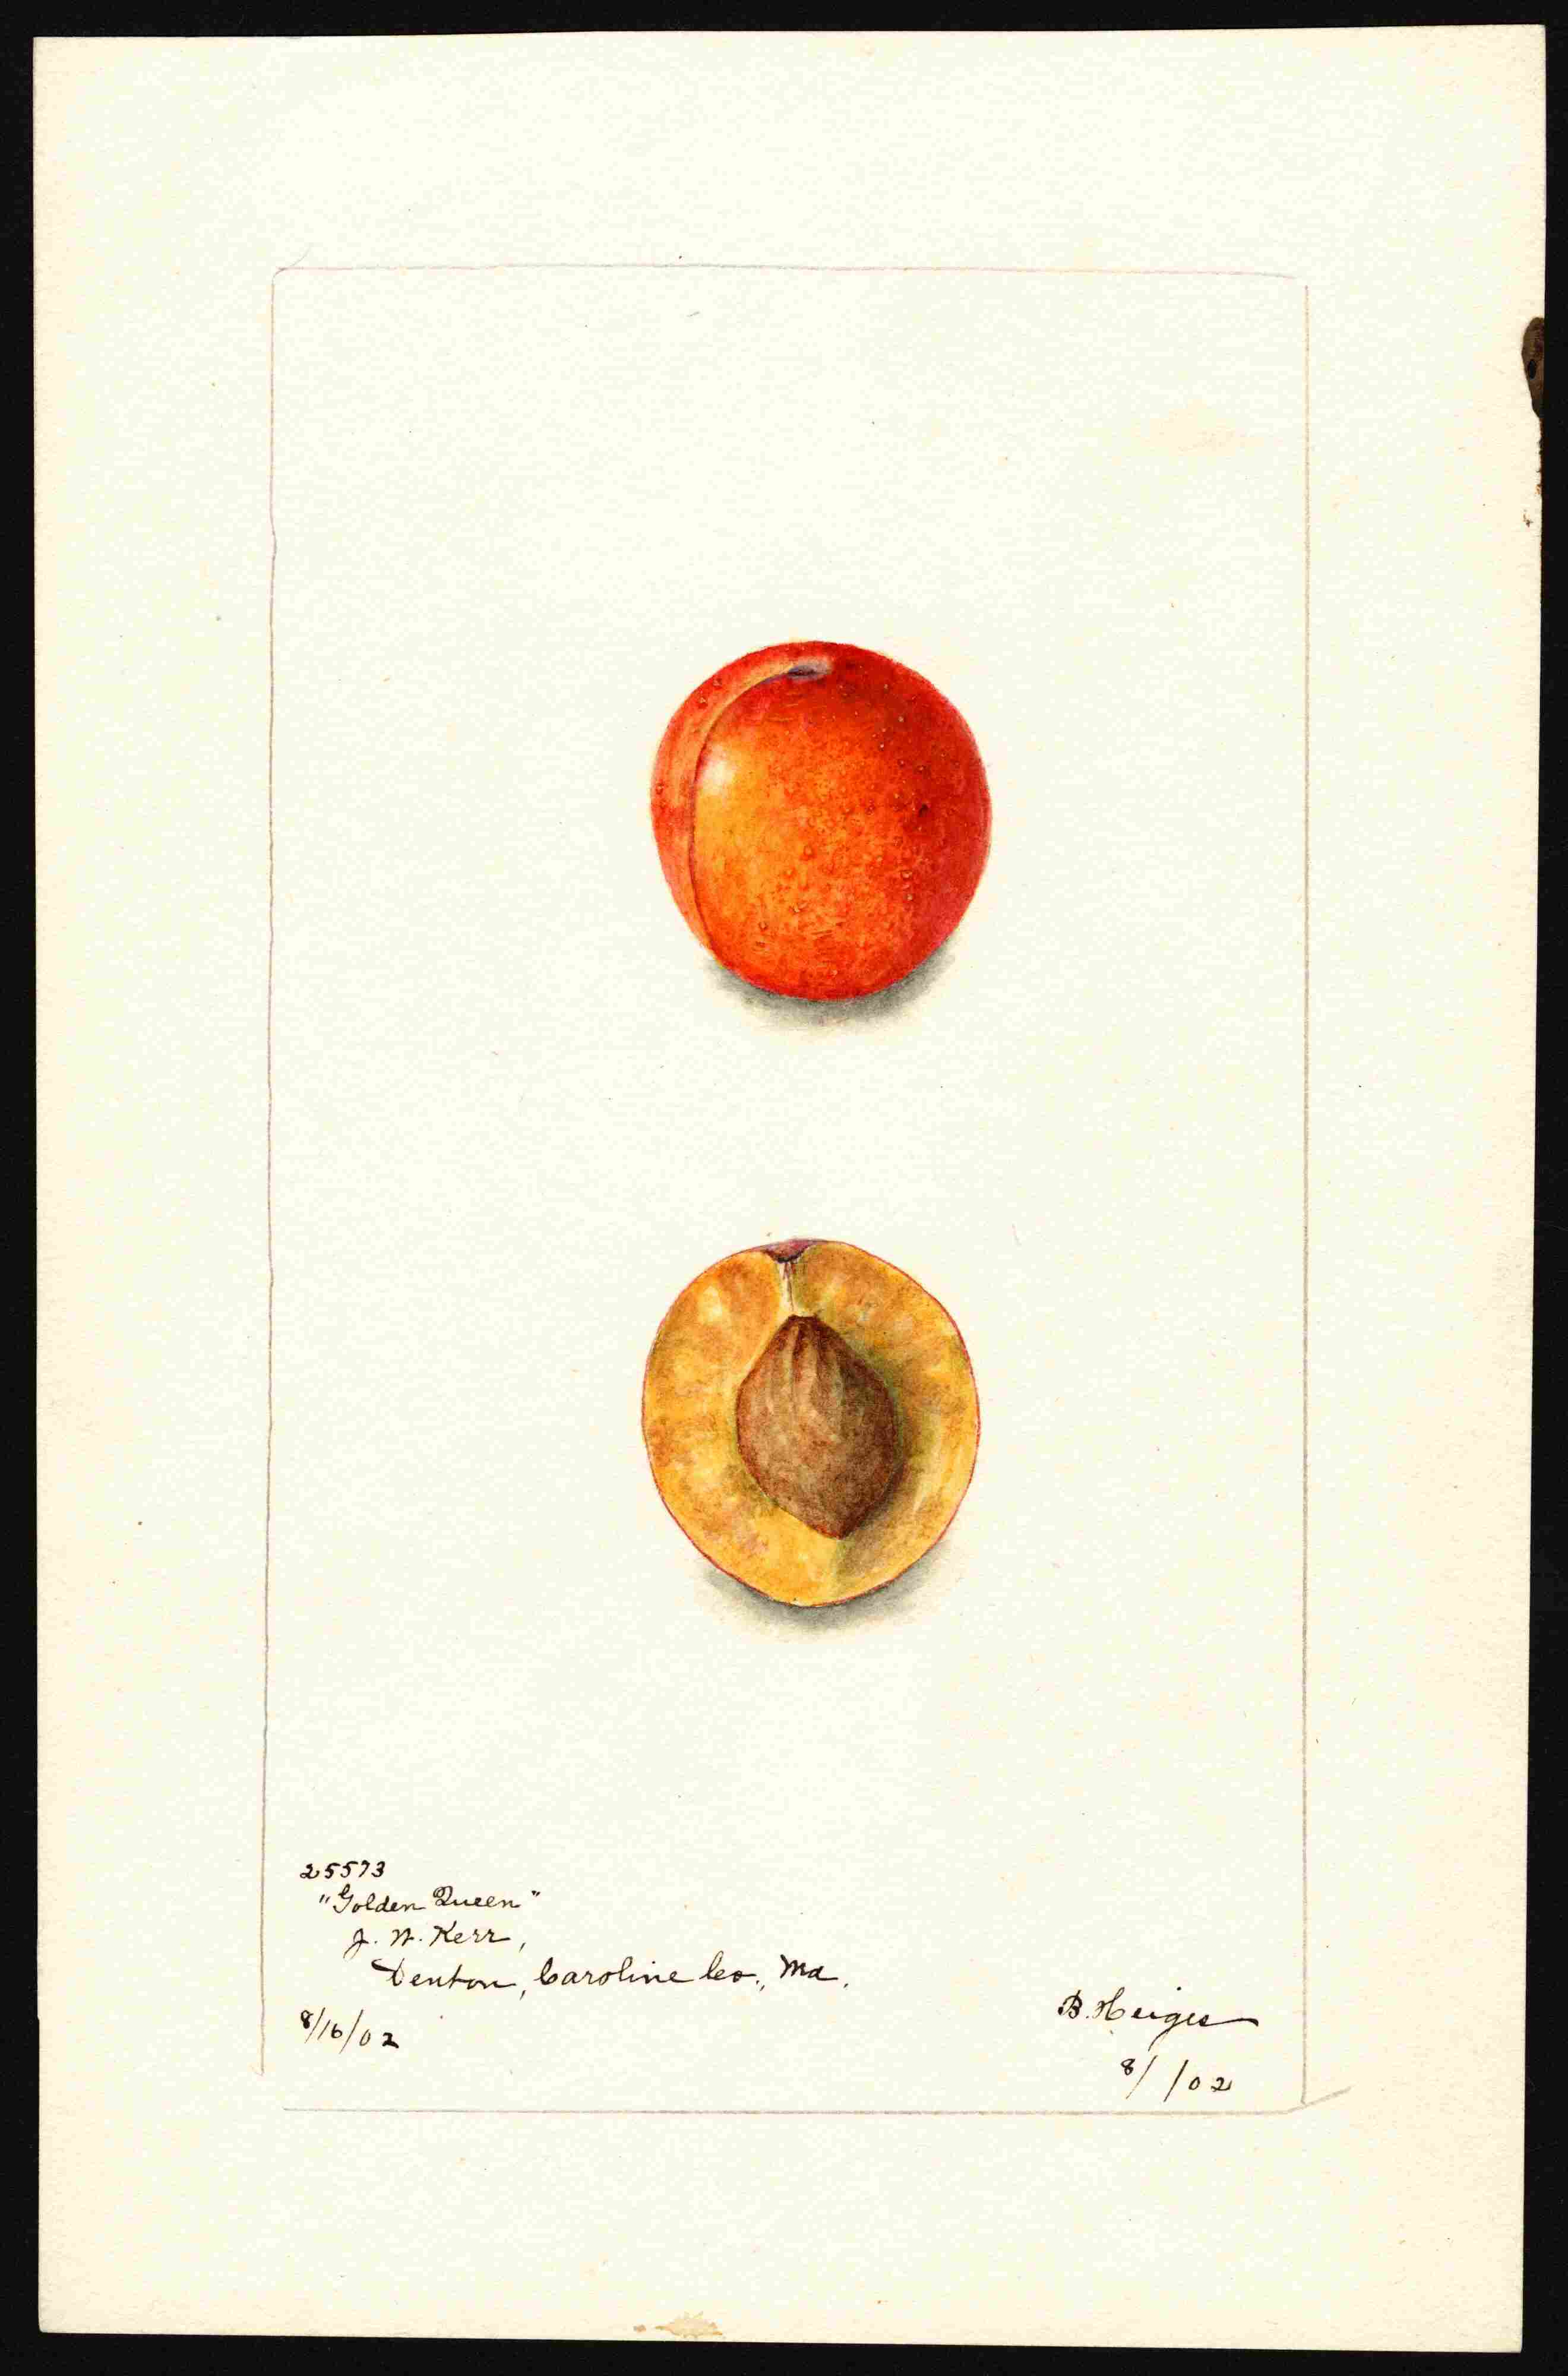 25573
"Golden Queen"
J. W. Kerr,
Denton, Caroline Co., Md.
8/16/02
B. Heiges
8/ /02